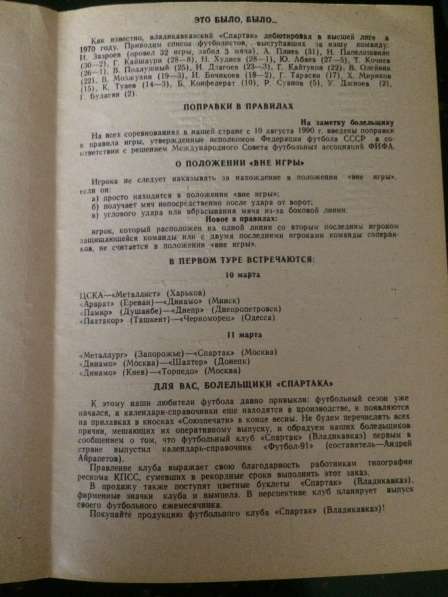 ЭТО БЫЛО, БЫЛО...
Как известно, владикавказский «Спартак» дебютировал в высшей лиге в
1970 году. Приводим список футболистов, выступавших за нашу команду:
И. Зазроев (провел 32 игры, забил 3 мяча), А. Плиев (31), Н. Папелишвили
(30—2), Г. Кайшаури (28—8), Н. Худиев (28—1), Ю. Абаев (27—5), Т. Кочиев
(26—1), В. Подлужный (25), И. Дзагоев (23—3), Г. Кайтуков (22), В. Олейник
(22), В. Можжухин (19—3), Н. Бочихов (18—2), Г. Тарасян (17), Х. Мириков
(15), К. Туаев (14—3), Б. Конфедерат (10), Р. Суанов (5), У. Джиоев (2),
Г. Будагян (2).
ПОПРАВКИ В ПРАВИЛАХ
На заметку болельщику
На всех соревнованиях в нашей стране с 10 августа 1990 г. введены поправки
к правила игры, утвержденные исполкомом Федерации футбола СССР в со-
ответствии с решением Международного Совета футбольных ассоциаций ФИФА.
О ПОЛОЖЕНИИ «ВНЕ ИГРЫ»
Игрока не следует наказывать за нахождение в положении «вне игры»,
если он:
а) просто находится в положении «вне игры»;
б) получает мяч непосредственно после удара от ворот;
в) углового удара или вбрасывания мяча из-за боковой линии.
Новое в правилах:
игрок, который расположен на одной линии со вторым последним игроком
защищающейся команды или с двумя последними игроками команды соперни-
ков, не считается в положении «вне игры».
В ПЕРВОМ ТУРЕ ВСТРЕЧАЮТСЯ:
10 марта
ЦСКА—«Металлист» (Харьков)
«Арарат» (Ереван)—«Динамо» (Минск)
«Памир» (Душанбе)—«Днепр» (Днепропетровск)
«Пахтакор» (Ташкент)—«Черноморец» (Одесса)
11 марта
«Металлург» (Запорожье)—«Спартак» (Москва)
«Динамо» (Москва)—«Шахтер» (Донецк)
«Динамо» (Киев)—«Торпедо» (Москва)
ДЛЯ ВАС, БОЛЕЛЬЩИКИ «СПАРТАКА»
К этому наши любители футбола давно привыкли: футбольный сезон уже
начался, а календари-справочники еще находятся в производстве, и появляются
на прилавках в киосках «Союзпечати» в конце весны. Не будем перечислять всех
причин, мешающих их оперативному выпуску, и обрадуем наших болельщиков
сообщением о том, что футбольный клуб «Спартак» (Владикавказ) первым в
стране выпустил календарь-справочник «Футбол-91» (составитель—Андрей
Айрапетов).
Правление клуба выражает свою благодарность работникам типографии
рескома КПСС, сумевших в рекордные сроки выполнить этот заказ.
В продажу также поступят цветные буклеты «Спартак» (Владикавказ),
фирменные значки клуба и вымпела. В перспективе клуб планирует выпуск
своего футбольного ежемесячника.
Покупайте продукцию футбольного клуба «Спартак» (Владикавказ)!